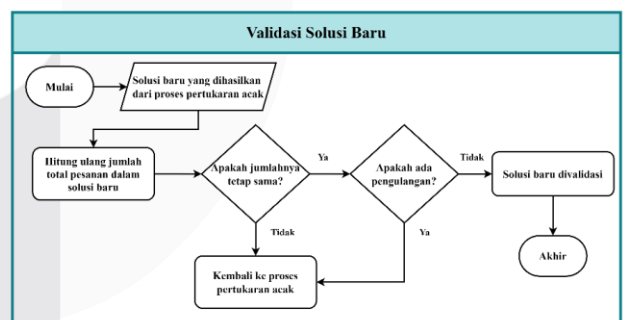 Validasi Solusi Baru
Mulai
Solusi baru yang dihasilkan
dari proses pertukaran acak
Hitung ulang jumlah
total pesanan dalam
solusi baru
Apakah jumlahnya
tetap sama?
Ya
Apakah ada
pengulangan?
Tidak
Solusi baru divalidasi
Tidak
Ya
Kembali ke proses
pertukaran acak
Akhir